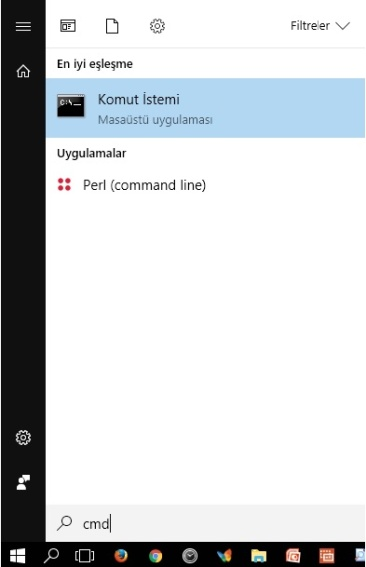 Filtreler
En iyi eşleşme
C:\_
Komut İstemi
Masaüstü uygulaması
Uygulamalar
Perl (command line)
cmd